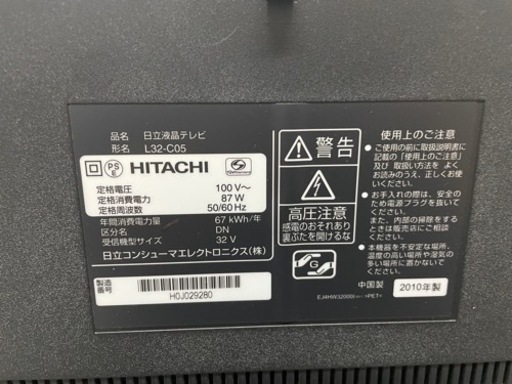 品名 日立液晶テレビ
形名 L32-C05
PS
E
HITACHI
定格電圧 100 V～
定格消費電力 87 W
定格周波数 50/60 Hz
年間消費電力量 67 kWh/年
区分名 DN
受信機型サイズ 32 V
日立コンシューマエレクトロニクス(株)
製造番号 H0J029280
警告
高圧注意
感電のおそれあり
裏ぶたを開けるな
G
使用上のご注意
●ご使用の前に取扱説明書に
記載の「使用上のご注意」
及び 取扱い方法を よく
お読みのうえ、正しくお使い
ください。
●お手入れの際は、安全の
ため電源プラグを抜いて
ください。
また、内部の掃除をする
ときは販売店にご相談
ください。
●本機器を不安定な場所、
温度の高い場所や湿気の
多い場所に置かないで
ください。
中国製
2010年製
>PET<